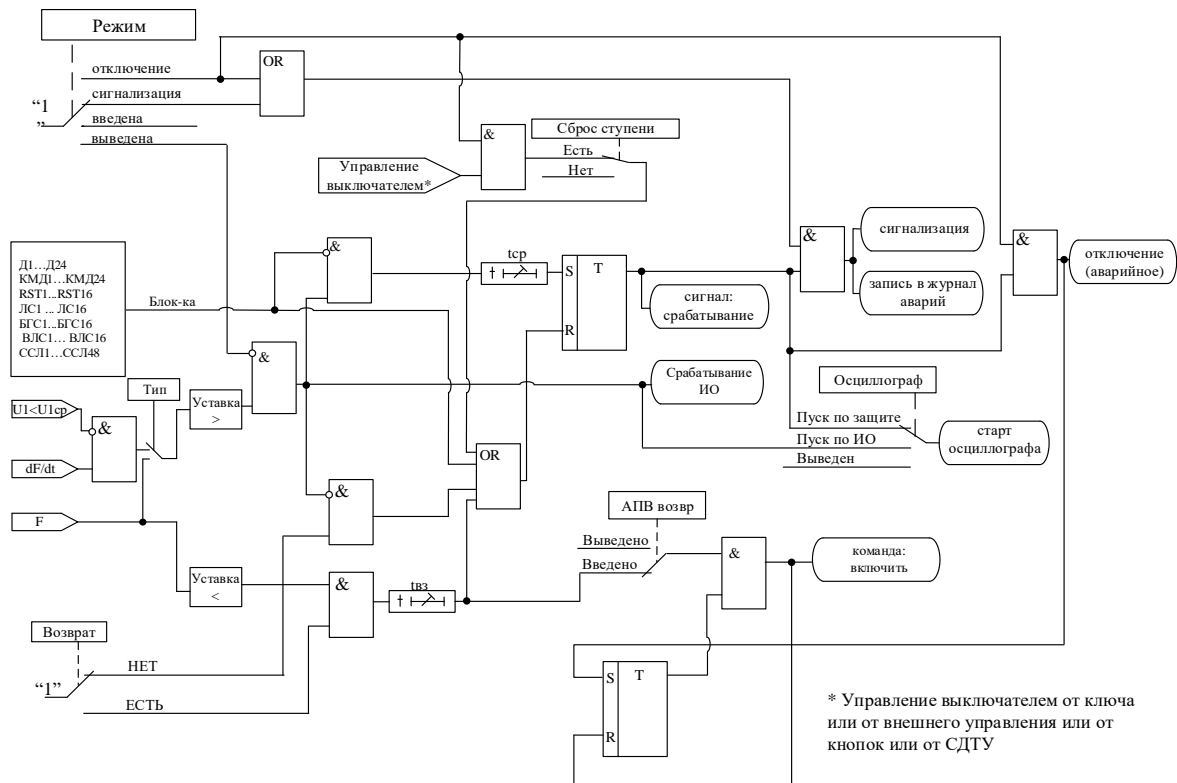 Режим
отключение
сигнализация
“1
”
введена
выведена
OR
&
Управление
выключателем*
Сброс ступени
Есть
Нет
&
сигнализация
запись в журнал
аварий
&
отключение
(аварийное)
Д1...Д24
КМД1...КМД24
RST1...RST16
ЛС1 ... ЛС16
БГС1...БГС16
ВЛС1... ВЛС16
ССЛ1...ССЛ48
Блок-ка
&
tср
S
T
R
сигнал:
срабатывание
&
Срабатывание
ИО
Тип
Уставка
>
U1<U1ср
&
dF/dt
F
Осциллограф
Пуск по защите
Пуск по ИО
Выведен
старт
осциллографа
OR
&
Уставка
<
&
tвз
АПВ возвр
Выведено
Введено
&
команда:
включить
Возврат
“1”
НЕТ
ЕСТЬ
S
T
R
* Управление выключателем от ключа
или от внешнего управления или от
кнопок или от СДТУ